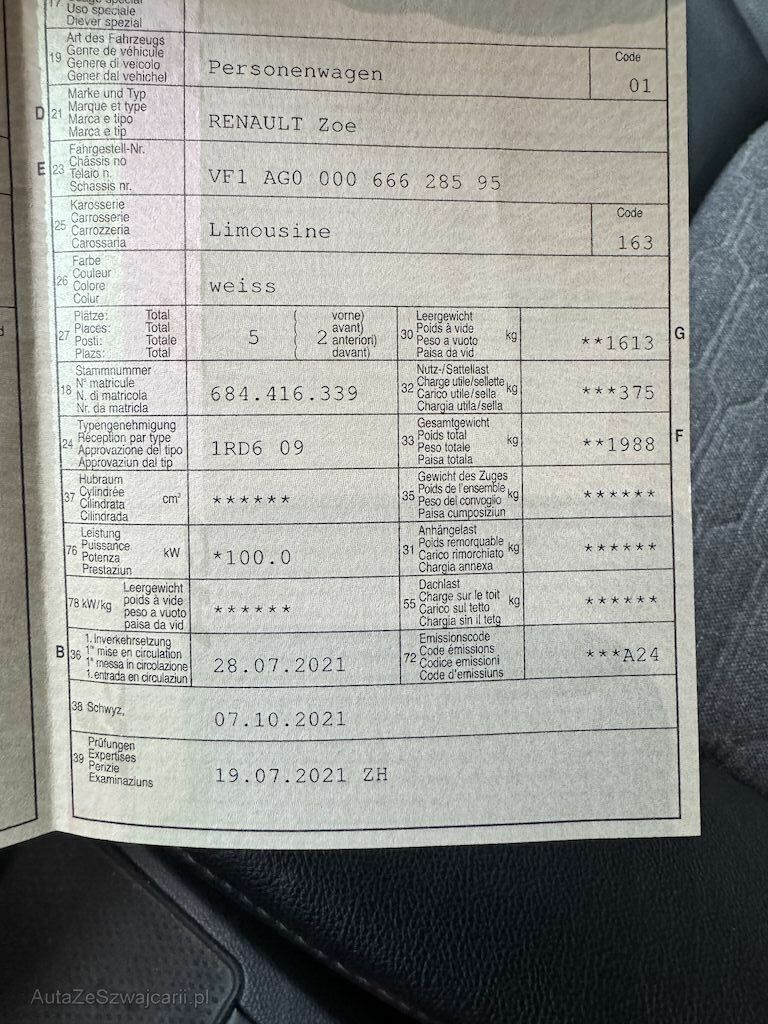 17 Usage spécial
Uso speciale
Diever spezial
19 Art des Fahrzeugs
Genre de véhicule
Genere di veicolo
Gener dal vehichel
Personenwagen
Code
01
D 21 Marke und Typ
Marque et type
Marca e tipo
Marca e tip
RENAULT Zoe
E 23 Fahrgestell-Nr.
Châssis no
Telaio n.
Schassis nr.
VF1 AG0 000 666 285 95
25 Karosserie
Carrosserie
Carrozzeria
Carossaria
Limousine
Code
163
26 Farbe
Couleur
Colore
Colur
weiss
27 Plätze: Total
Places: Total
Posti: Totale
Plazs: Total
5 ( 2 vorne)
avant)
anteriori)
( davant)
30 Leergewicht
Poids à vide
Peso a vuoto
Paisa da vid
kg
**1613
G
18 Stammnummer
N° matricule
N. di matricola
Nr. da matricla
684.416.339
32 Nutz-/Sattellast
Charge utile/sellette
Carico utile/sella
Chargia utila/sella
kg
***375
24 Typengenehmigung
Réception par type
Approvazione del tipo
Approvaziun dal tip
1RD6 09
33 Gesamtgewicht
Poids total
Peso totale
Paisa totala
kg
**1988
F
37 Hubraum
Cylindrée
Cilindrata
Cilindrada
cm³
******
35 Gewicht des Zuges
Poids de l'ensemble
Peso del convoglio
Paisa cumposiziun
kg
******
76 Leistung
Puissance
Potenza
Prestaziun
kW
*100.0
31 Anhängelast
Poids remorquable
Carico rimorchiato
Chargia annexa
kg
******
78 kW/kg Leergewicht
poids à vide
peso a vuoto
paisa da vid
******
55 Dachlast
Charge sur le toit
Carico sul tetto
Chargia sin il tetg
kg
******
B 36 1. Inverkehrsetzung
1re mise en circulation
1a messa in circolazione
1. entrada en circulaziun
28.07.2021
72 Emissionscode
Code émissions
Codice emissioni
Code d'emissiuns
***A24
38 Schwyz,
07.10.2021
39 Prüfungen
Expertises
Perizie
Examinaziuns
19.07.2021 ZH
AutaZeSzwajcarii.pl